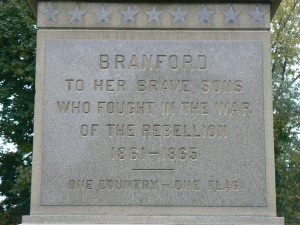 BRANFORD
TO HER BRAVE SONS
WHO FOUGHT IN THE WAR
OF THE REBELLION
1861-1865
ONE COUNTRY - ONE FLAG